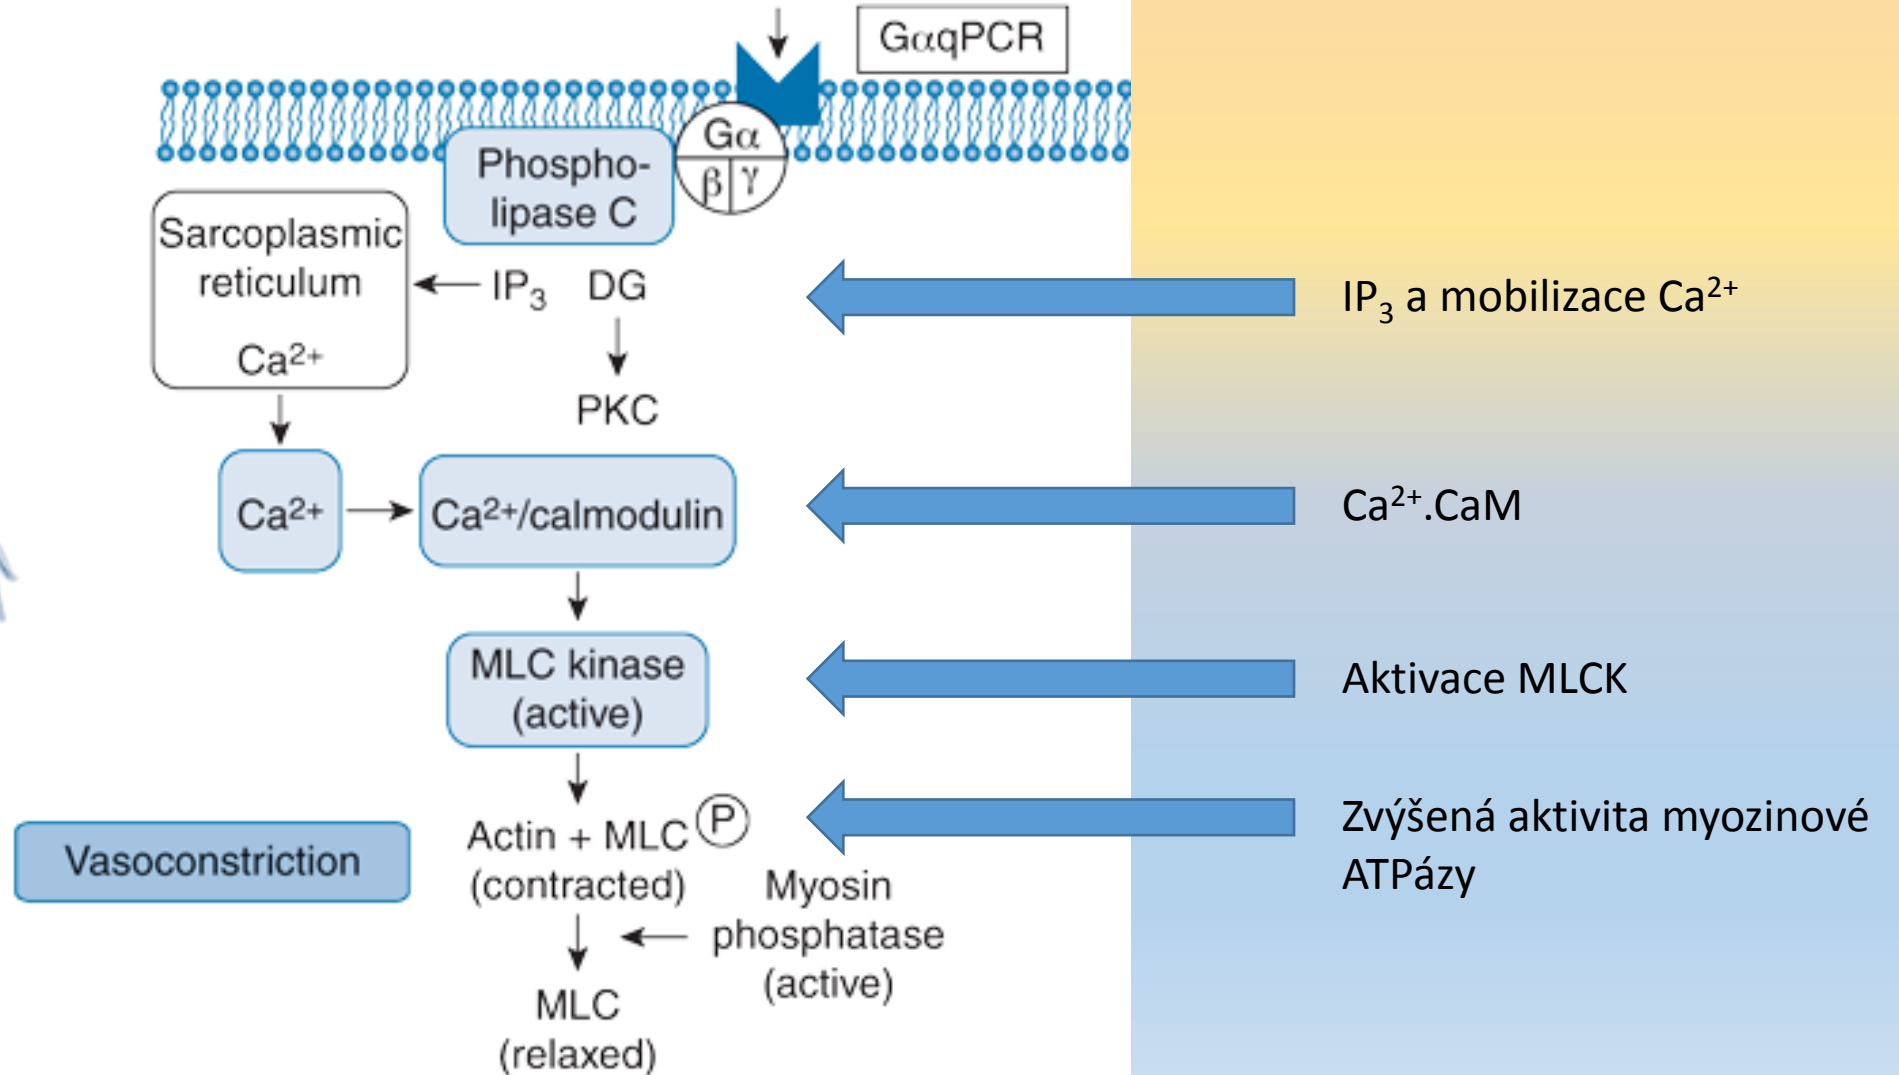 GαqPCR
Gα
β γ
Phospho-
lipase C
Sarcoplasmic
reticulum
Ca²⁺
IP₃ DG
IP₃ a mobilizace Ca²⁺
PKC
Ca²⁺
Ca²⁺/calmodulin
Ca²⁺.CaM
MLC kinase
(active)
Aktivace MLCK
Vasoconstriction
Actin + MLC P
(contracted)
Zvýšená aktivita myozinové
ATPázy
Myosin
phosphatase
(active)
MLC
(relaxed)